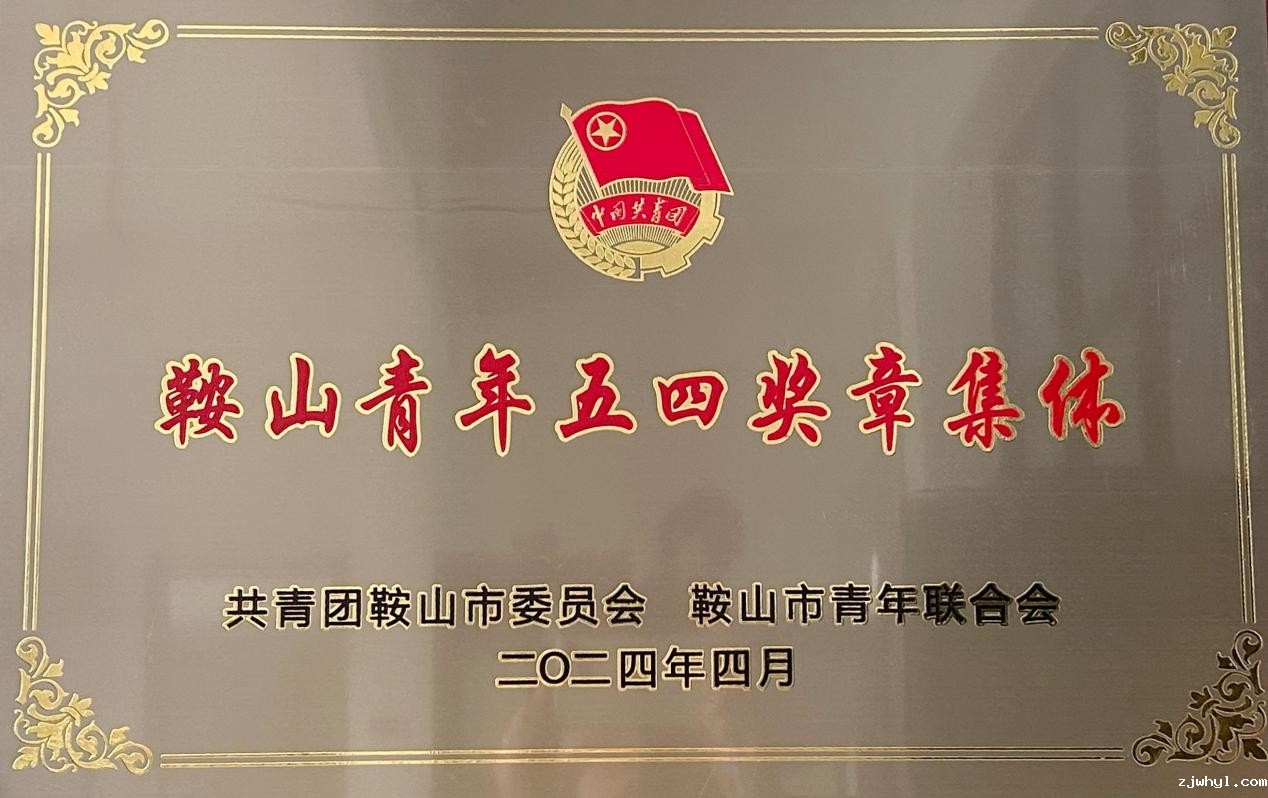 中国共青团
鞍山青年五四奖章集体
共青团鞍山市委员会 鞍山市青年联合会
二〇二四年四月
zjwhyl.com